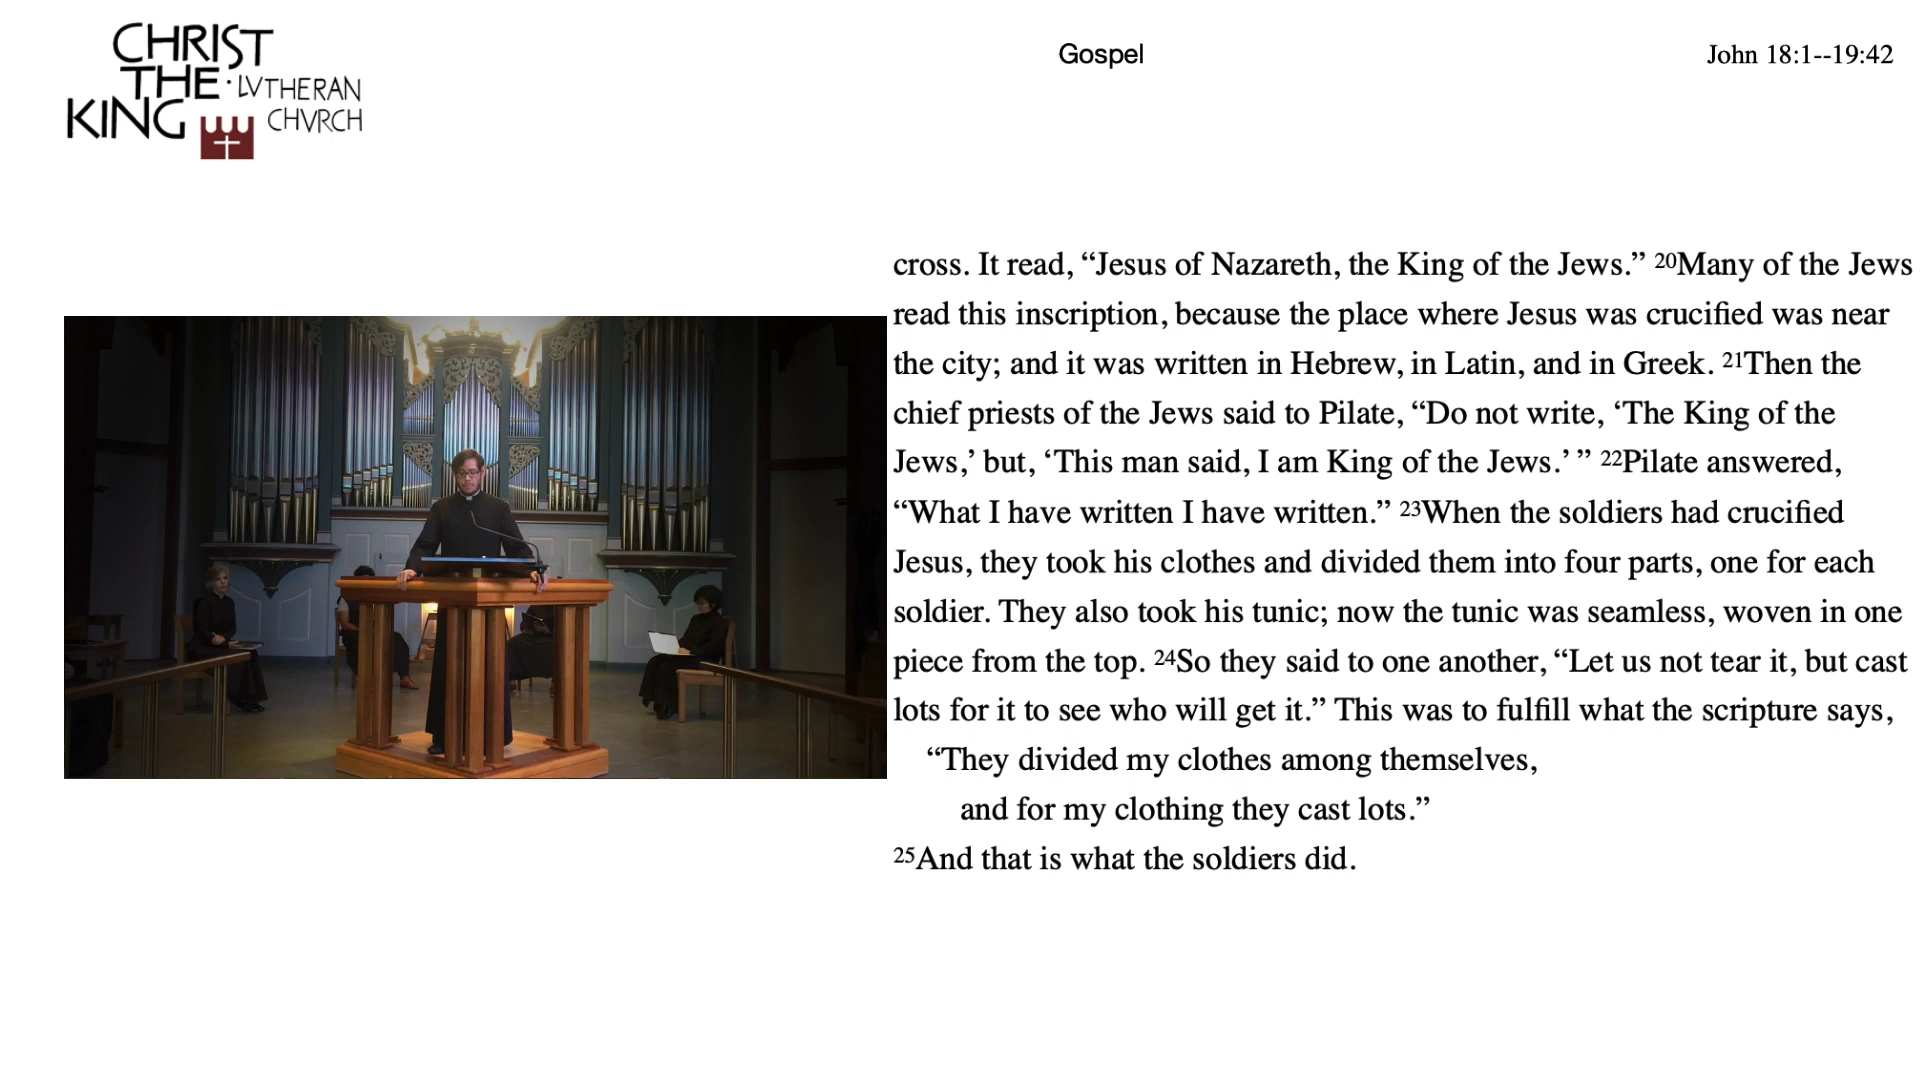 CHRIST
THE · LVTHERAN
KING CHVRCH
Gospel
John 18:1--19:42
cross. It read, “Jesus of Nazareth, the King of the Jews.” 20Many of the Jews
read this inscription, because the place where Jesus was crucified was near
the city; and it was written in Hebrew, in Latin, and in Greek. 21Then the
chief priests of the Jews said to Pilate, “Do not write, ‘The King of the
Jews,’ but, ‘This man said, I am King of the Jews.’ ” 22Pilate answered,
“What I have written I have written.” 23When the soldiers had crucified
Jesus, they took his clothes and divided them into four parts, one for each
soldier. They also took his tunic; now the tunic was seamless, woven in one
piece from the top. 24So they said to one another, “Let us not tear it, but cast
lots for it to see who will get it.” This was to fulfill what the scripture says,
“They divided my clothes among themselves,
and for my clothing they cast lots.”
25And that is what the soldiers did.